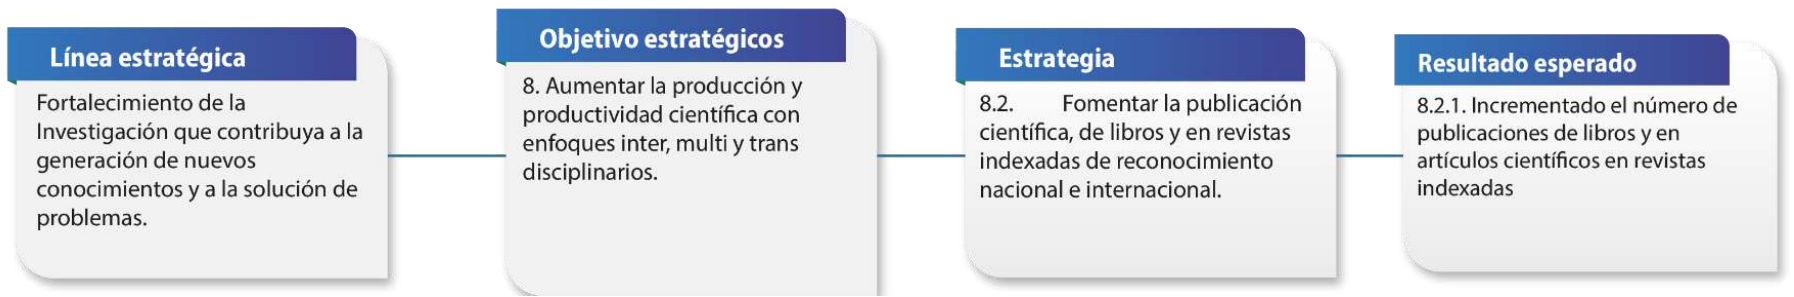 Línea estratégica
Fortalecimiento de la
Investigación que contribuya a la
generación de nuevos
conocimientos y a la solución de
problemas.
Objetivo estratégicos
8. Aumentar la producción y
productividad científica con
enfoques inter, multi y trans
disciplinarios.
Estrategia
8.2. Fomentar la publicación
científica, de libros y en revistas
indexadas de reconocimiento
nacional e internacional.
Resultado esperado
8.2.1. Incrementado el número de
publicaciones de libros y en
artículos científicos en revistas
indexadas